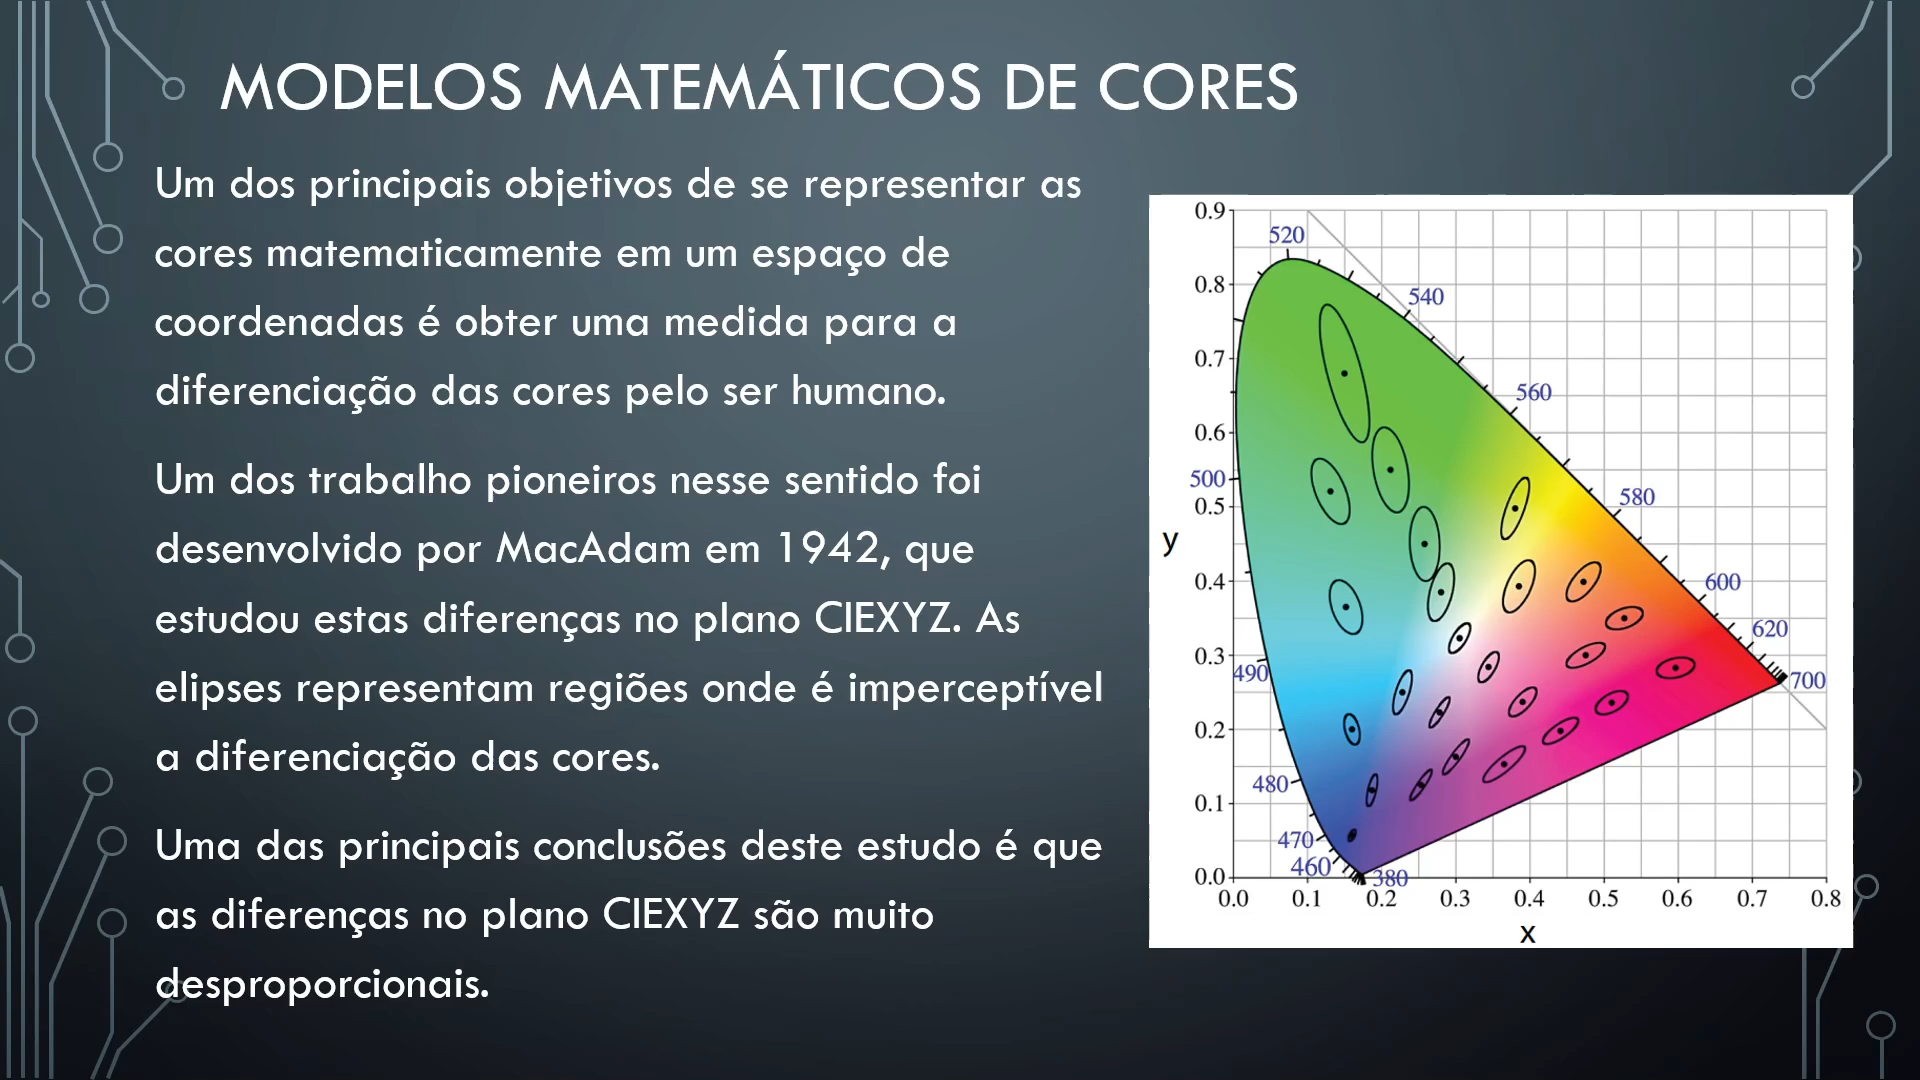 MODELOS MATEMÁTICOS DE CORES
Um dos principais objetivos de se representar as
cores matematicamente em um espaço de
coordenadas é obter uma medida para a
diferenciação das cores pelo ser humano.
Um dos trabalho pioneiros nesse sentido foi
desenvolvido por MacAdam em 1942, que
estudou estas diferenças no plano CIEXYZ. As
elipses representam regiões onde é imperceptível
a diferenciação das cores.
Uma das principais conclusões deste estudo é que
as diferenças no plano CIEXYZ são muito
desproporcionais.
0.9
520
0.8
540
0.7
560
0.6
500
580
0.5
y
0.4
600
620
0.3
490
700
0.2
480
0.1
470
460
0.0
380
0.0 0.1 0.2 0.3 0.4 0.5 0.6 0.7 0.8
x